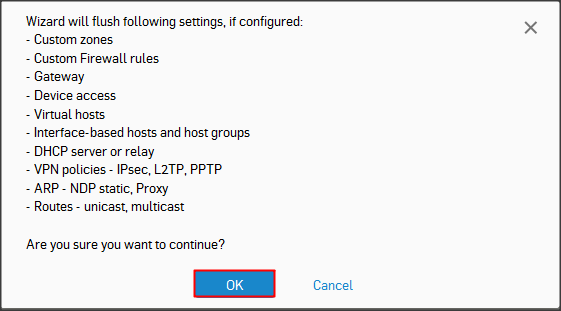 Wizard will flush following settings, if configured:
- Custom zones
- Custom Firewall rules
- Gateway
- Device access
- Virtual hosts
- Interface-based hosts and host groups
- DHCP server or relay
- VPN policies - IPsec, L2TP, PPTP
- ARP - NDP static, Proxy
- Routes - unicast, multicast
Are you sure you want to continue?
OK Cancel